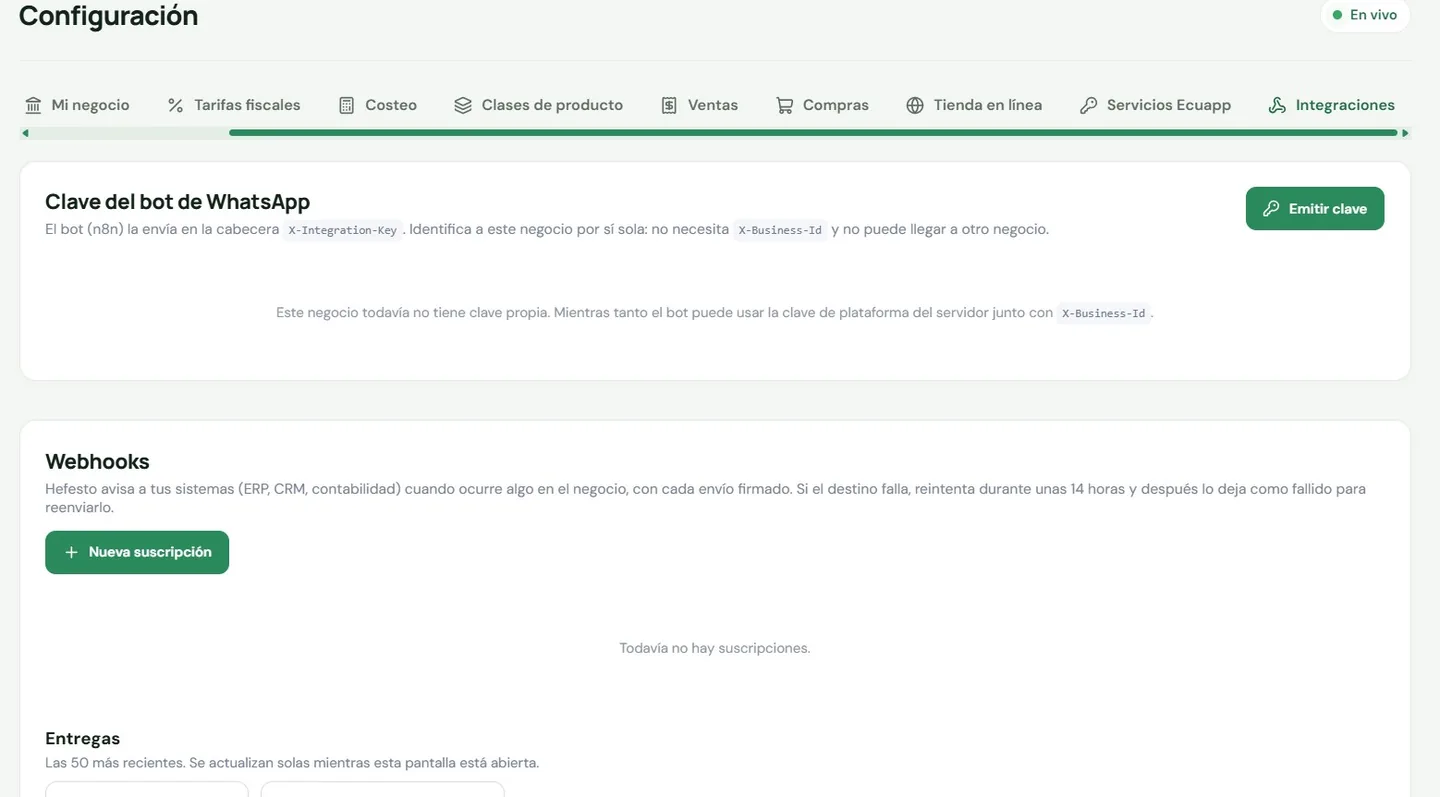 Configuración
En vivo
Mi negocio
Tarifas fiscales
Costeo
Clases de producto
Ventas
Compras
Tienda en línea
Servicios Ecuapp
Integraciones
Clave del bot de WhatsApp
Emitir clave
El bot (n8n) la envía en la cabecera X-Integration-Key. Identifica a este negocio por sí sola: no necesita X-Business-Id y no puede llegar a otro negocio.
Este negocio todavía no tiene clave propia. Mientras tanto el bot puede usar la clave de plataforma del servidor junto con X-Business-Id.
Webhooks
Hefesto avisa a tus sistemas (ERP, CRM, contabilidad) cuando ocurre algo en el negocio, con cada envío firmado. Si el destino falla, reintenta durante unas 14 horas y después lo deja como fallido para
reenviarlo.
Nueva suscripción
Todavía no hay suscripciones.
Entregas
Las 50 más recientes. Se actualizan solas mientras esta pantalla está abierta.